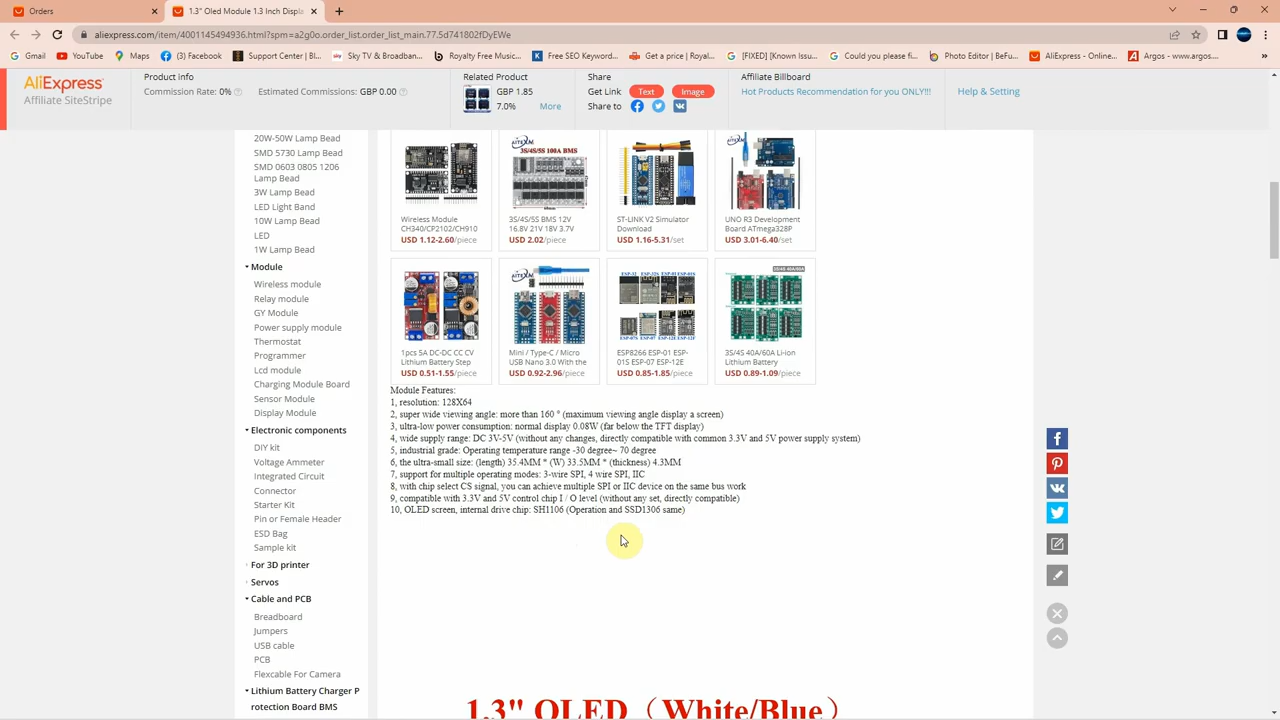 Orders
1.3" Oled Module 1.3 Inch Displa
aliexpress.com/item/4001145494936.html?spm=a2g0o.order_list.order_list_main.77.5d741802fDyEWe
Gmail
YouTube
Maps
(3) Facebook
Support Center | Bl...
Sky TV & Broadban...
Royalty Free Music...
Free SEO Keyword...
Get a price | Royal...
[FIXED] [Known Issu...
Could you please fi...
Photo Editor | BeFu...
AliExpress - Online...
Argos - www.argos...
AliExpress
Affiliate SiteStripe
Product info
Commission Rate: 0%
Estimated Commissions: GBP 0.00
Related Product
GBP 1.85
7.0%
More
Share
Get Link
Text
Image
Share to
Affiliate Billboard
Hot Products Recommendation for you ONLY!!!
Help & Setting
20W-50W Lamp Bead
SMD 5730 Lamp Bead
SMD 0603 0805 1206
Lamp Bead
3W Lamp Bead
LED Light Band
10W Lamp Bead
LED
1W Lamp Bead
Module
Wireless module
Relay module
GY Module
Power supply module
Thermostat
Programmer
Lcd module
Charging Module Board
Sensor Module
Display Module
Electronic components
DIY kit
Voltage Ammeter
Integrated Circuit
Connector
Starter Kit
Pin or Female Header
ESD Bag
Sample kit
For 3D printer
Servos
Cable and PCB
Breadboard
Jumpers
USB cable
PCB
Flexcable For Camera
Lithium Battery Charger P
rotection Board BMS
Wireless Module
CH340/CP2102/CH910
USD 1.12-2.60/piece
AITEXM
3S/4S/5S 100A BMS
3S/4S/5S BMS 12V
16.8V 21V 18V 3.7V
USD 2.02/piece
AITEXM
ST-LINK V2 Simulator
Download
USD 1.16-5.31/set
AITEXM
UNO R3 Development
Board ATmega328P
USD 3.01-6.40/set
1pcs 5A DC-DC CC CV
Lithium Battery Step
USD 0.51-1.55/piece
AITEXM
Mini / Type-C / Micro
USB Nano 3.0 With the
USD 0.92-2.96/piece
ESP8266 ESP-01 ESP-
01S ESP-07 ESP-12E
USD 0.85-1.85/piece
3S/4S 40A/60A
3S/4S 40A/60A Li-ion
Lithium Battery
USD 0.89-1.09/piece
Module Features:
1, resolution: 128X64
2, super wide viewing angle: more than 160 ° (maximum viewing angle display a screen)
3, ultra-low power consumption: normal display 0.08W (far below the TFT display)
4, wide supply range: DC 3V-5V (without any changes, directly compatible with common 3.3V and 5V power supply system)
5, industrial grade: Operating temperature range -30 degree~ 70 degree
6, the ultra-small size: (length) 35.4MM * (W) 33.5MM * (thickness) 4.3MM
7, support for multiple operating modes: 3-wire SPI, 4 wire SPI, IIC
8, with chip select CS signal, you can achieve multiple SPI or IIC device on the same bus work
9, compatible with 3.3V and 5V control chip I / O level (without any set, directly compatible)
10, OLED screen, internal drive chip: SH1106 (Operation and SSD1306 same)
1.3" OLED（White/Blue）